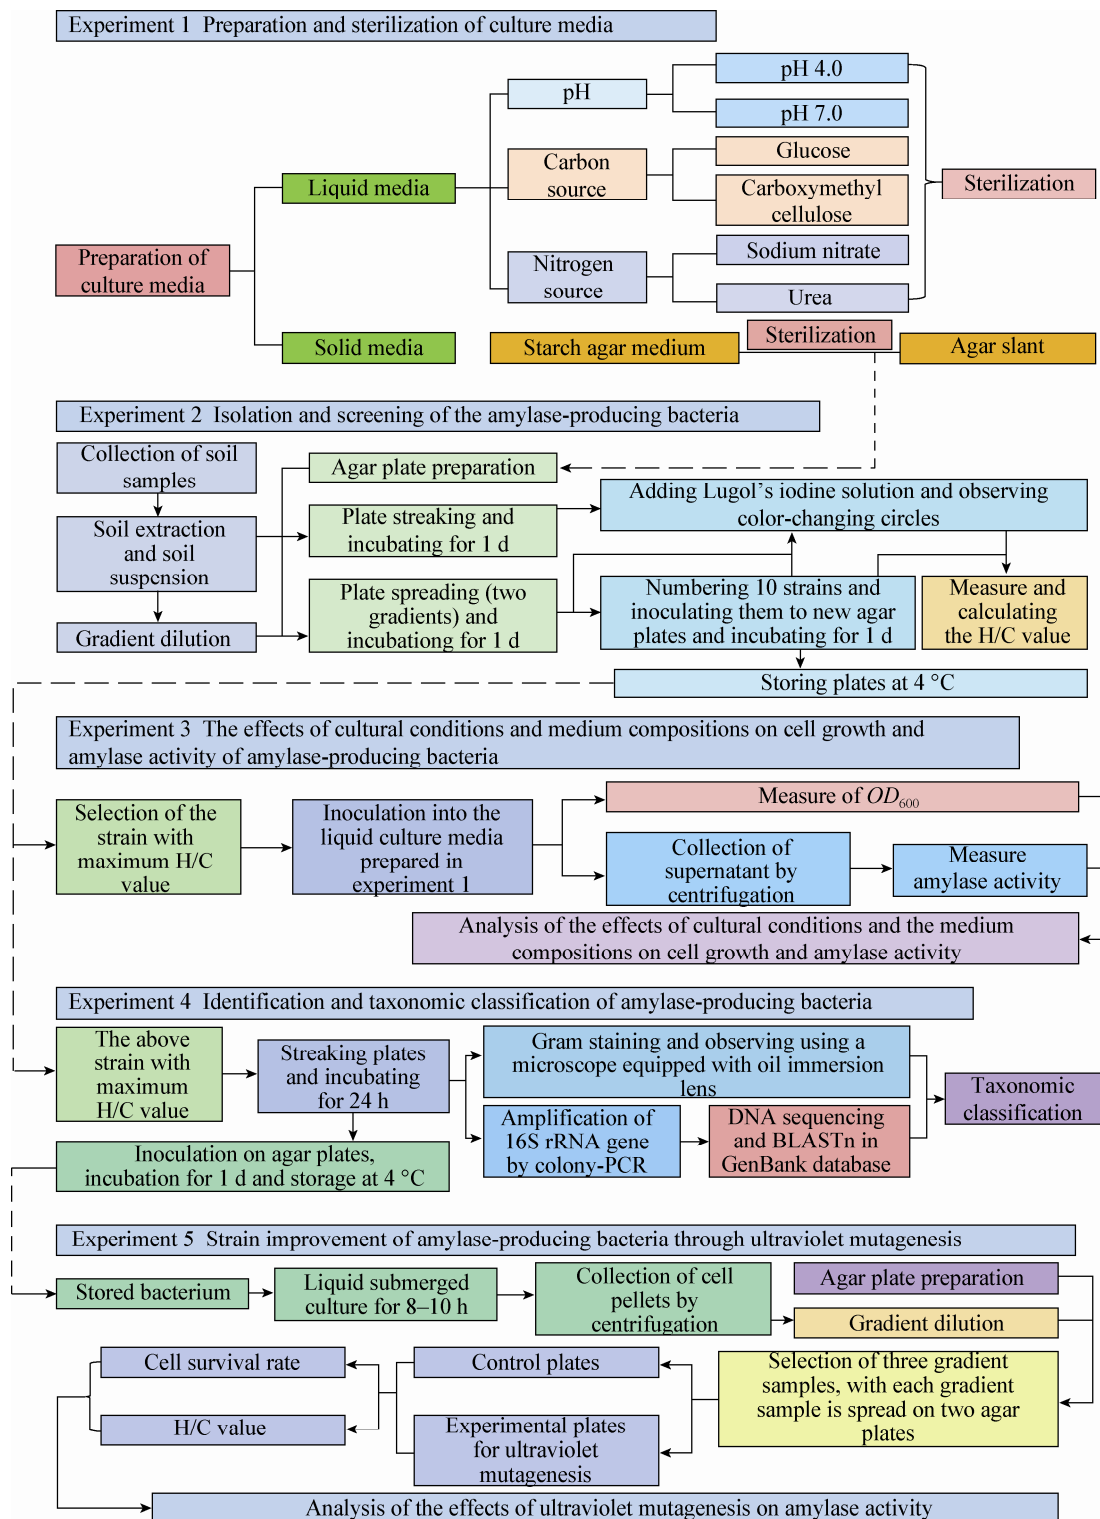 Experiment 1 Preparation and sterilization of culture media
pH
pH 4.0
pH 7.0
Carbon
source
Glucose
Carboxymethyl
cellulose
Sterilization
Liquid media
Nitrogen
source
Sodium nitrate
Urea
Preparation of
culture media
Solid media
Starch agar medium
Sterilization
Agar slant
Experiment 2 Isolation and screening of the amylase-producing bacteria
Collection of soil
samples
Soil extraction
and soil
suspcnsion
Gradient dilution
Agar plate preparation
Plate streaking and
incubating for 1 d
Plate spreading (two
gradients) and
incubationg for 1 d
Adding Lugol's iodine solution and observing
color-changing circles
Numbering 10 strains and
inoculating them to new agar
plates and incubating for 1 d
Measure and
calculating
the H/C value
Storing plates at 4 °C
Experiment 3 The effects of cultural conditions and medium compositions on cell growth and
amylase activity of amylase-producing bacteria
Selection of the
strain with
maximum H/C
value
Inoculation into the
liquid culture media
prepared in
experiment 1
Measure of OD600
Collection of
supernatant by
centrifugation
Measure
amylase activity
Analysis of the effects of cultural conditions and the medium
compositions on cell growth and amylase activity
Experiment 4 Identification and taxonomic classification of amylase-producing bacteria
The above
strain with
maximum
H/C value
Streaking plates
and incubating
for 24 h
Gram staining and observing using a
microscope equipped with oil immersion
lens
Amplification of
16S rRNA gene
by colony-PCR
DNA sequencing
and BLASTn in
GenBank database
Taxonomic
classification
Inoculation on agar plates,
incubation for 1 d and storage at 4 °C
Experiment 5 Strain improvement of amylase-producing bacteria through ultraviolet mutagenesis
Stored bacterium
Liquid submerged
culture for 8–10 h
Collection of cell
pellets by
centrifugation
Agar plate preparation
Gradient dilution
Selection of three gradient
samples, with each gradient
sample is spread on two agar
plates
Control plates
Experimental plates
for ultraviolet
mutagenesis
Cell survival rate
H/C value
Analysis of the effects of ultraviolet mutagenesis on amylase activity